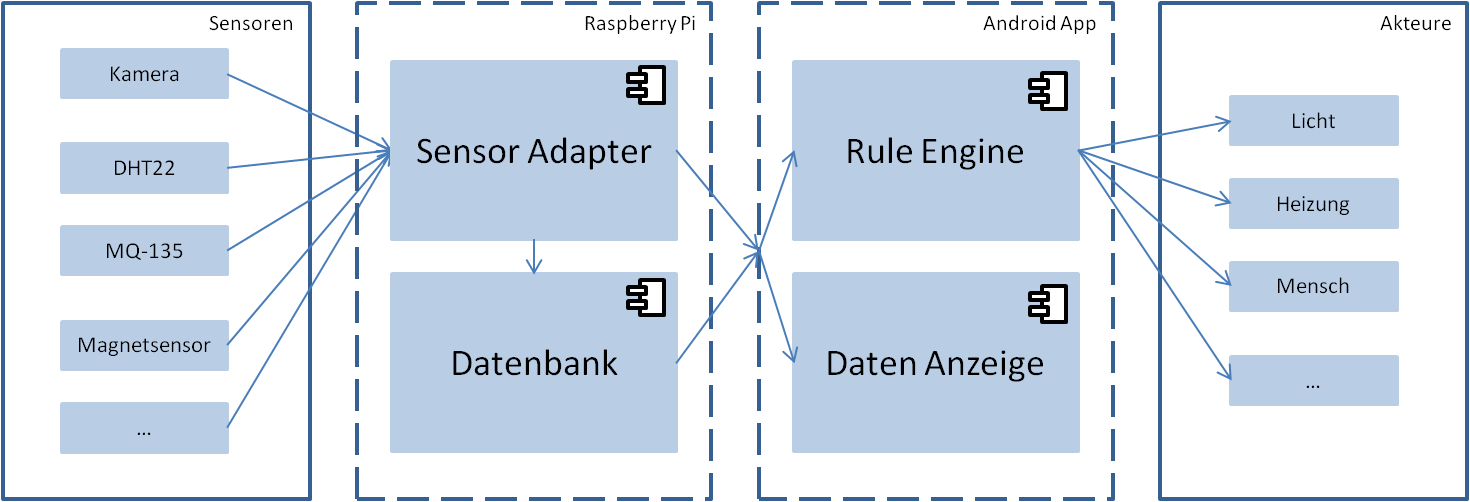 Sensoren
Kamera
DHT22
MQ-135
Magnetsensor
...
Raspberry Pi
Sensor Adapter
Datenbank
Android App
Rule Engine
Daten Anzeige
Akteure
Licht
Heizung
Mensch
...